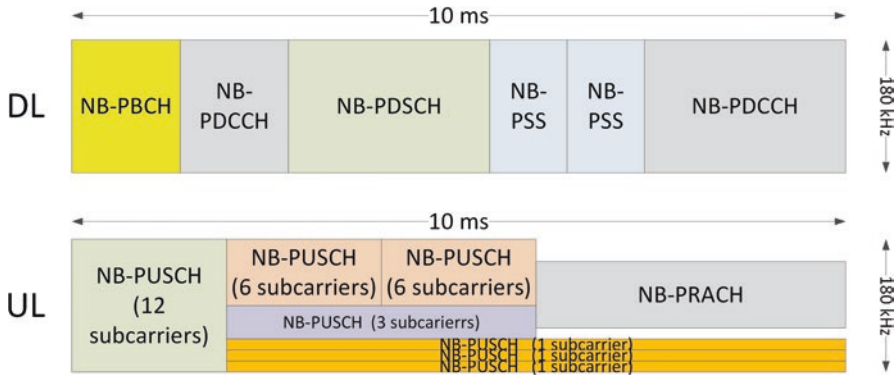 10 ms
DL
NB-PBCH
NB-
PDCCH
NB-PDSCH
NB-
PSS
NB-
PSS
NB-PDCCH
180 kHz
10 ms
UL
NB-PUSCH
(12
subcarriers)
NB-PUSCH
(6 subcarriers)
NB-PUSCH
(6 subcarriers)
NB-PUSCH (3 subcarierrs)
NB-PRACH
NB-PUSCH (1 subcarrier)
NB-PUSCH (1 subcarrier)
NB-PUSCH (1 subcarrier)
180 kHz